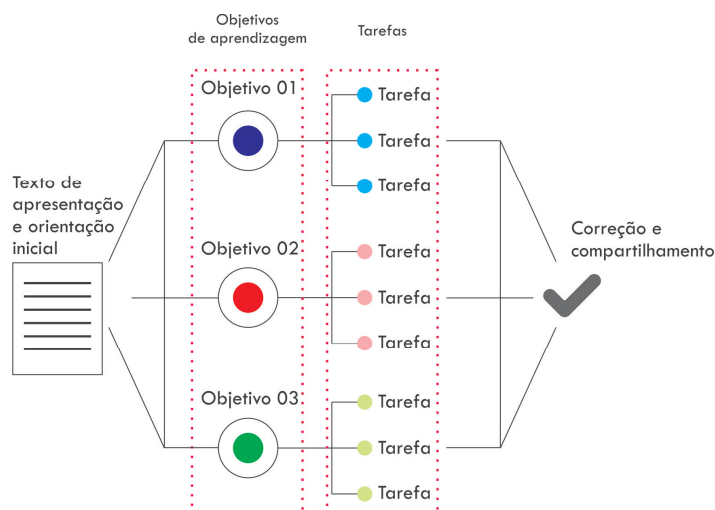 Objetivos
de aprendizagem
Tarefas
Texto de
apresentação
e orientação
inicial
Objetivo 01
Tarefa
Tarefa
Tarefa
Objetivo 02
Tarefa
Tarefa
Tarefa
Objetivo 03
Tarefa
Tarefa
Tarefa
Correção e
compartilhamento